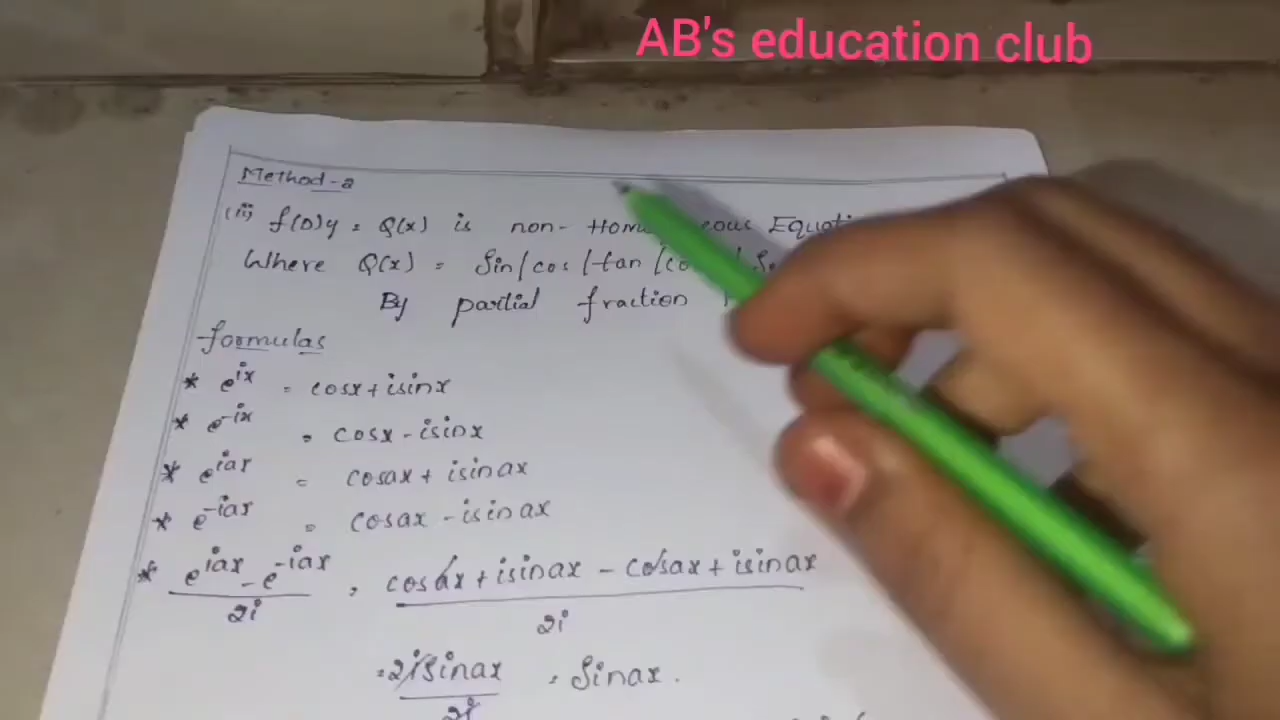 AB's education club
Method-2
(ii) f(D)y = Q(x) is non-
Where Q(x) = Sin/cos/tan
By partial fraction
formulas
* e^ix = cosx + isinx
* e^-ix = cosx - isinx
* e^iax = cosax + isinax
* e^-iax = cosax - isinax
* e^iax - e^-iax / 2i = cosax + isinax - cosax + isinax / 2i
= 2isinax / 2i = Sinax.